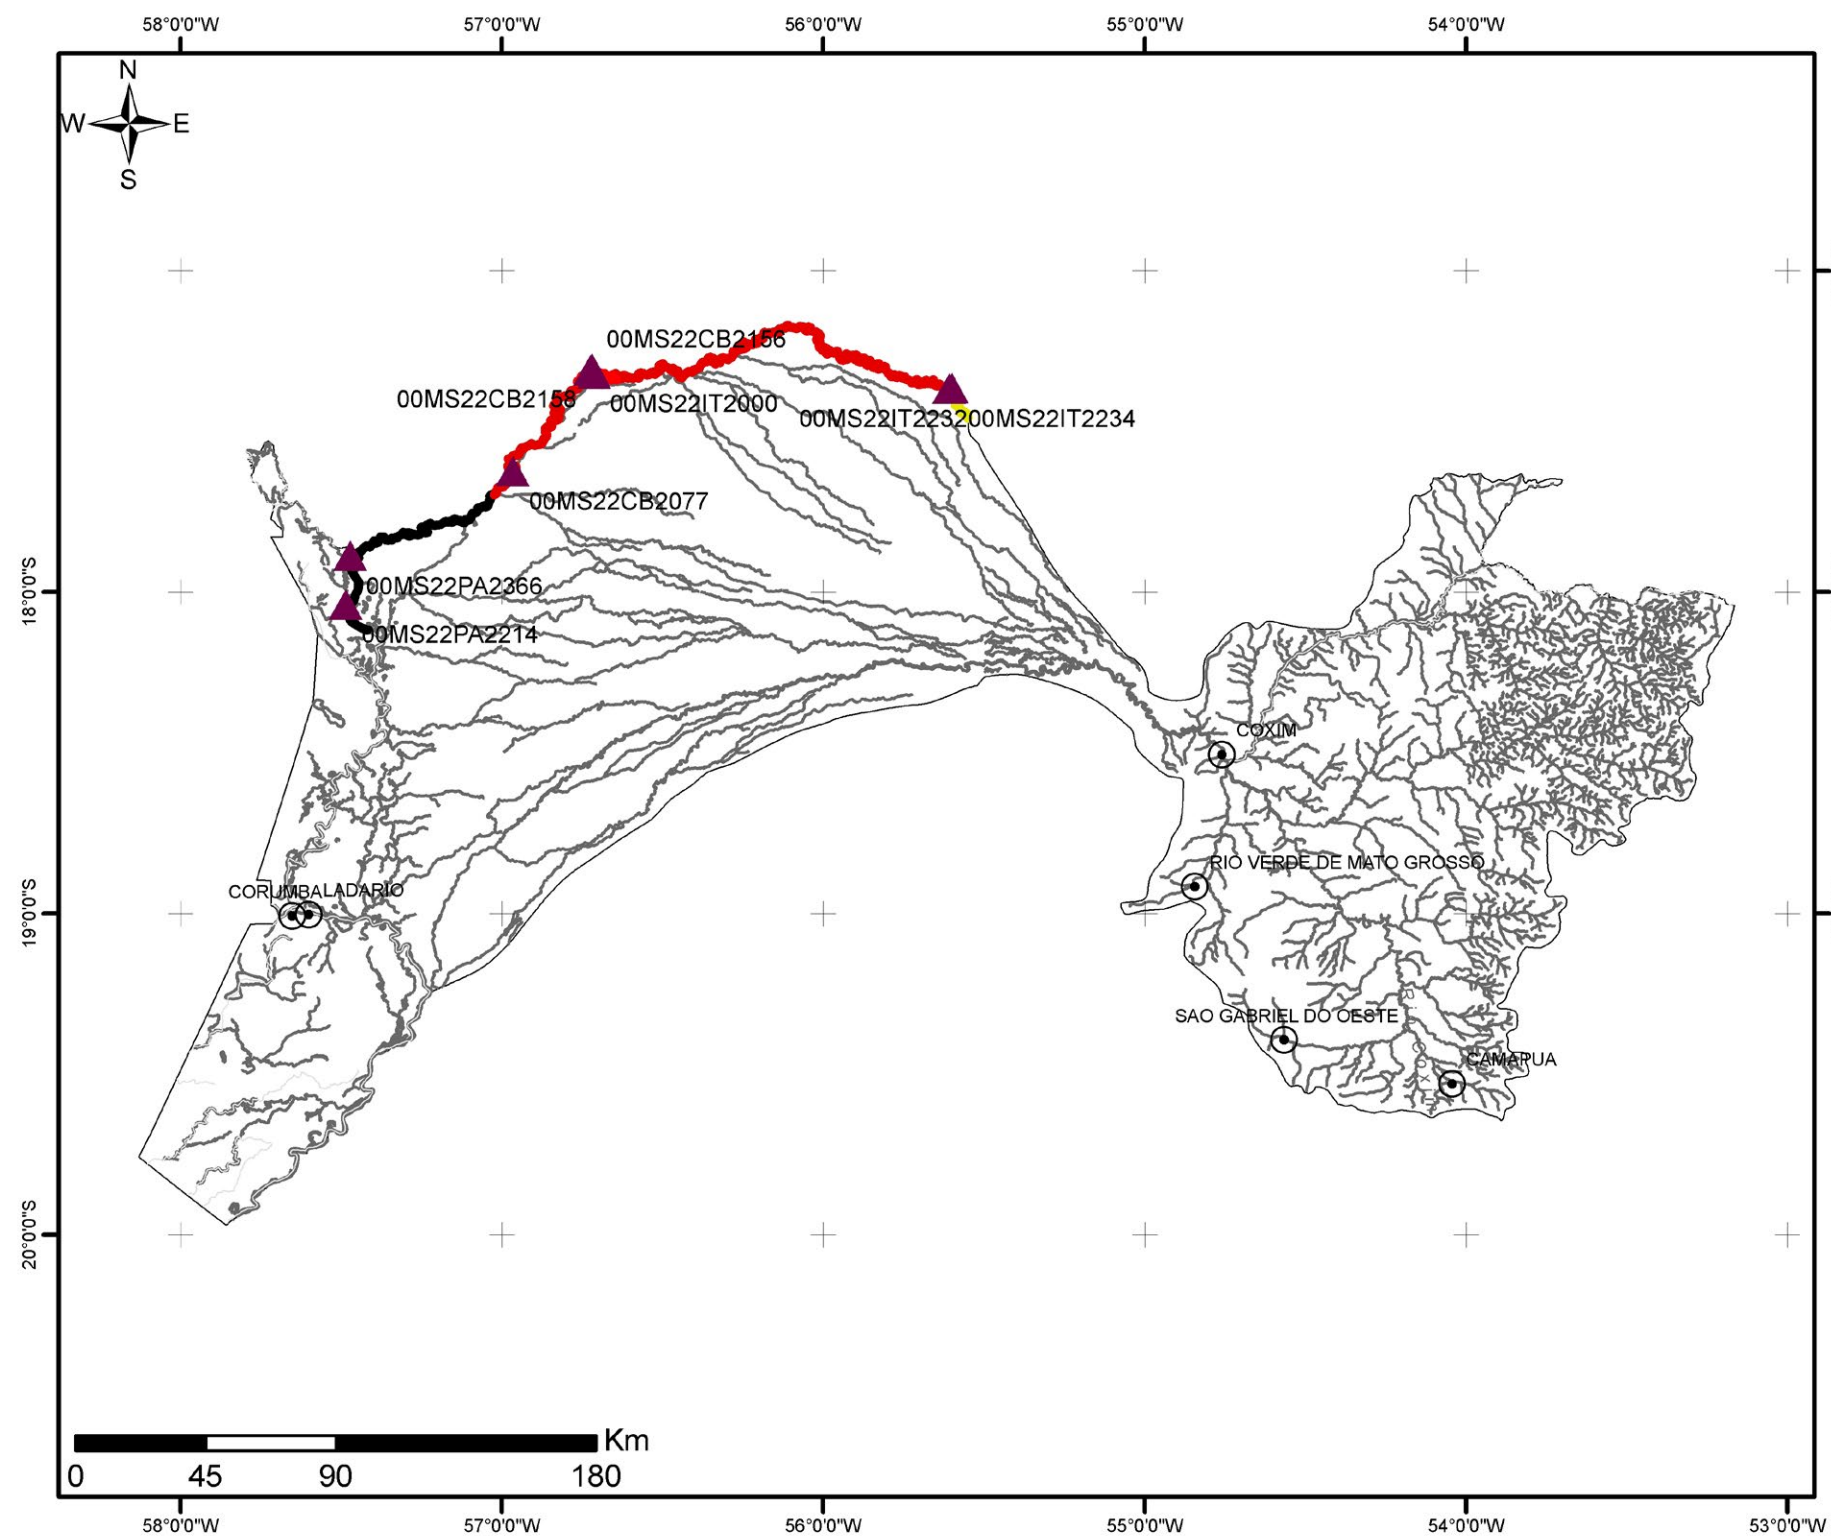 58°0'0"W 57°0'0"W 56°0'0"W 55°0'0"W 54°0'0"W
N
W E
S
00MS22CB2156
00MS22CB2158
00MS22IT2000
00MS22IT223200MS22IT2234
00MS22CB2077
18°0'0"S
00MS22PA2366
00MS22PA2214
COXIM
RIO VERDE DE MATO GROSSO
CORUMBALADARIO
19°0'0"S
SAO GABRIEL DO OESTE
CAMAPUA
20°0'0"S
Km
0 45 90 180
58°0'0"W 57°0'0"W 56°0'0"W 55°0'0"W 54°0'0"W 53°0'0"W